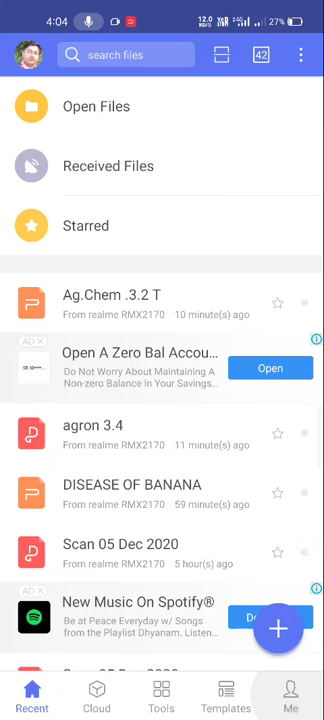 4:04
12.0 KB/S
4G
27%
search files
42
Open Files
Received Files
Starred
Ag.Chem .3.2 T
From realme RMX2170 10 minute(s) ago
AD
Open A Zero Bal Accou...
Do Not Worry About Maintaining A
Non-zero Balance In Your Savings...
Open
agron 3.4
From realme RMX2170 11 minute(s) ago
DISEASE OF BANANA
From realme RMX2170 59 minute(s) ago
Scan 05 Dec 2020
From realme RMX2170 5 hour(s) ago
AD
New Music On Spotify®
Be at Peace Everyday w/ Songs
from the Playlist Dhyanam. Listen...
Recent
Cloud
Tools
Templates
Me